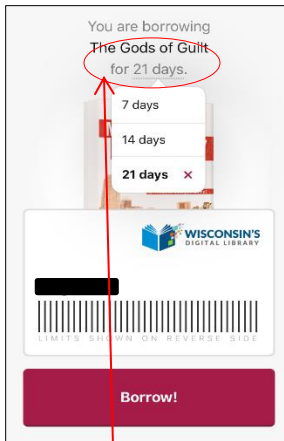 You are borrowing
The Gods of Guilt
for 21 days.
7 days
14 days
21 days ×
WISCONSIN'S
DIGITAL LIBRARY
LIMITS SHOWN ON REVERSE SIDE
Borrow!